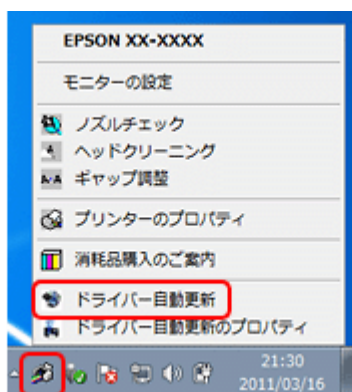 EPSON XX-XXXX
モニターの設定
ノズルチェック
ヘッドクリーニング
ギャップ調整
プリンターのプロパティ
消耗品購入のご案内
ドライバー自動更新
ドライバー自動更新のプロパティ
21:30
2011/03/16